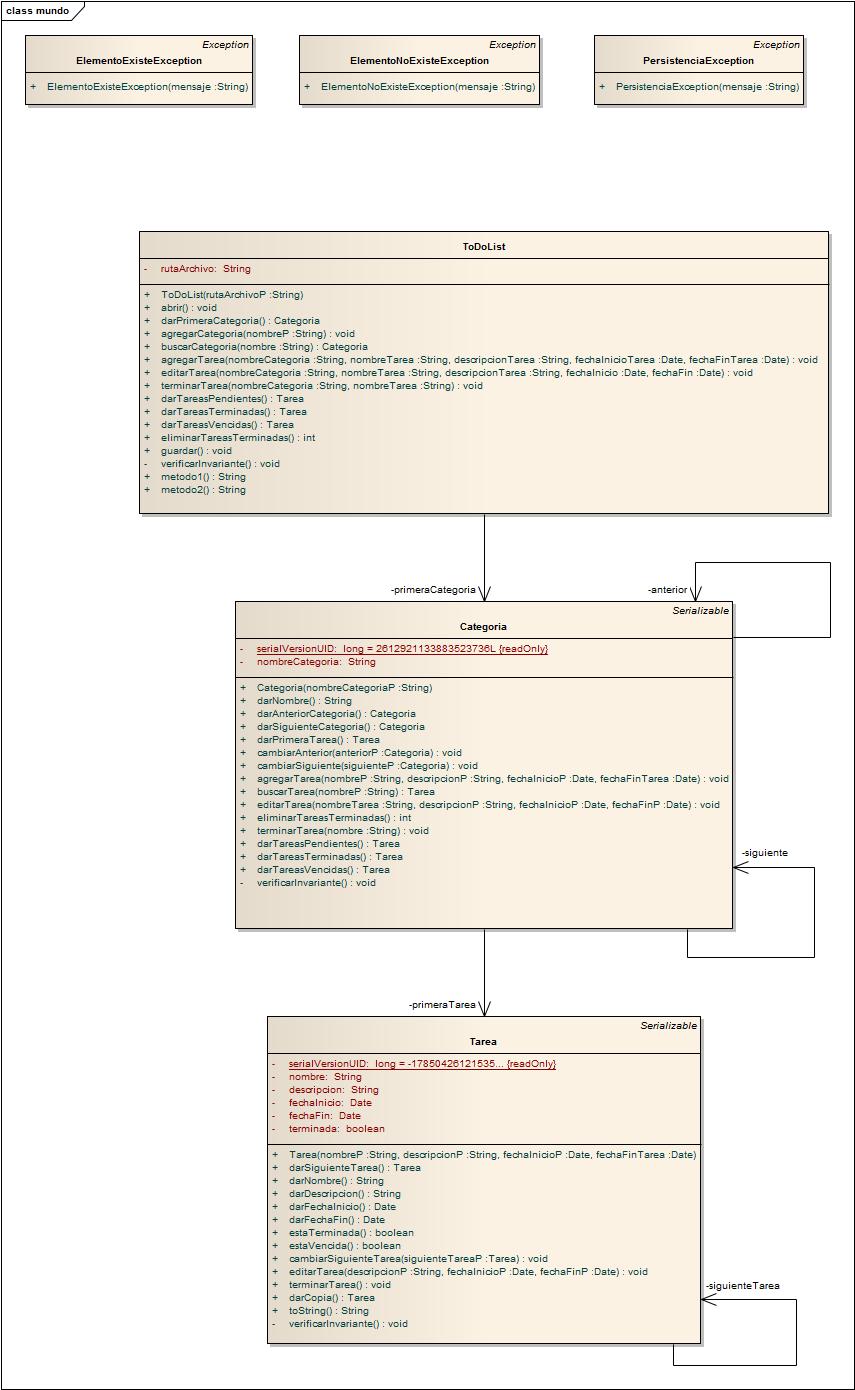 class mundo
Exception
ElementoExisteException
+ ElementoExisteException(mensaje :String)
Exception
ElementoNoExisteException
+ ElementoNoExisteException(mensaje :String)
Exception
PersistenciaException
+ PersistenciaException(mensaje :String)
ToDoList
- rutaArchivo: String
+ ToDoList(rutaArchivoP :String)
+ abrir() : void
+ darPrimeraCategoria() : Categoria
+ agregarCategoria(nombreP :String) : void
+ buscarCategoria(nombre :String) : Categoria
+ agregarTarea(nombreCategoria :String, nombreTarea :String, descripcionTarea :String, fechaInicioTarea :Date, fechaFinTarea :Date) : void
+ editarTarea(nombreCategoria :String, nombreTarea :String, descripcionTarea :String, fechaInicio :Date, fechaFin :Date) : void
+ terminarTarea(nombreCategoria :String, nombreTarea :String) : void
+ darTareasPendientes() : Tarea
+ darTareasTerminadas() : Tarea
+ darTareasVencidas() : Tarea
+ eliminarTareasTerminadas() : int
+ guardar() : void
- verificarInvariante() : void
+ metodo1() : String
+ metodo2() : String
-primeraCategoria
-anterior
Serializable
Categoria
- serialVersionUID: long = 2612921133883523736L {readOnly}
- nombreCategoria: String
+ Categoria(nombreCategoriaP :String)
+ darNombre() : String
+ darAnteriorCategoria() : Categoria
+ darSiguienteCategoria() : Categoria
+ darPrimeraTarea() : Tarea
+ cambiarAnterior(anteriorP :Categoria) : void
+ cambiarSiguiente(siguienteP :Categoria) : void
+ agregarTarea(nombreP :String, descripcionP :String, fechaInicioP :Date, fechaFinTarea :Date) : void
+ buscarTarea(nombreP :String) : Tarea
+ editarTarea(nombreTarea :String, descripcionP :String, fechaInicioP :Date, fechaFinP :Date) : void
+ eliminarTareasTerminadas() : int
+ terminarTarea(nombre :String) : void
+ darTareasPendientes() : Tarea
+ darTareasTerminadas() : Tarea
+ darTareasVencidas() : Tarea
- verificarInvariante() : void
-siguiente
-primeraTarea
Serializable
Tarea
- serialVersionUID: long = -17850426121535... {readOnly}
- nombre: String
- descripcion: String
- fechaInicio: Date
- fechaFin: Date
- terminada: boolean
+ Tarea(nombreP :String, descripcionP :String, fechaInicioP :Date, fechaFinTarea :Date)
+ darSiguienteTarea() : Tarea
+ darNombre() : String
+ darDescripcion() : String
+ darFechaInicio() : Date
+ darFechaFin() : Date
+ estaTerminada() : boolean
+ estaVencida() : boolean
+ cambiarSiguienteTarea(siguienteTareaP :Tarea) : void
+ editarTarea(descripcionP :String, fechaInicioP :Date, fechaFinP :Date) : void
+ terminarTarea() : void
+ darCopia() : Tarea
+ toString() : String
- verificarInvariante() : void
-siguienteTarea